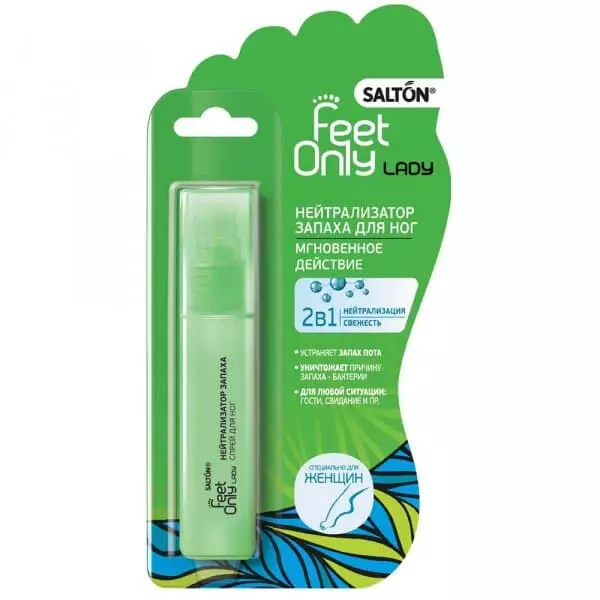 SALTON®
feet
Only LADY
НЕЙТРАЛИЗАТОР
ЗАПАХА ДЛЯ НОГ
МГНОВЕННОЕ
ДЕЙСТВИЕ
2в1
НЕЙТРАЛИЗАЦИЯ
СВЕЖЕСТЬ
• УСТРАНЯЕТ ЗАПАХ ПОТА
• УНИЧТОЖАЕТ ПРИЧИНУ
ЗАПАХА - БАКТЕРИИ
• ДЛЯ ЛЮБОЙ СИТУАЦИИ:
ГОСТИ, СВИДАНИЕ И ПР.
СПЕЦИАЛЬНО ДЛЯ
ЖЕНЩИН
SALTON®
feet
Only LADY
НЕЙТРАЛИЗАТОР ЗАПАХА
СПРЕЙ ДЛЯ НОГ